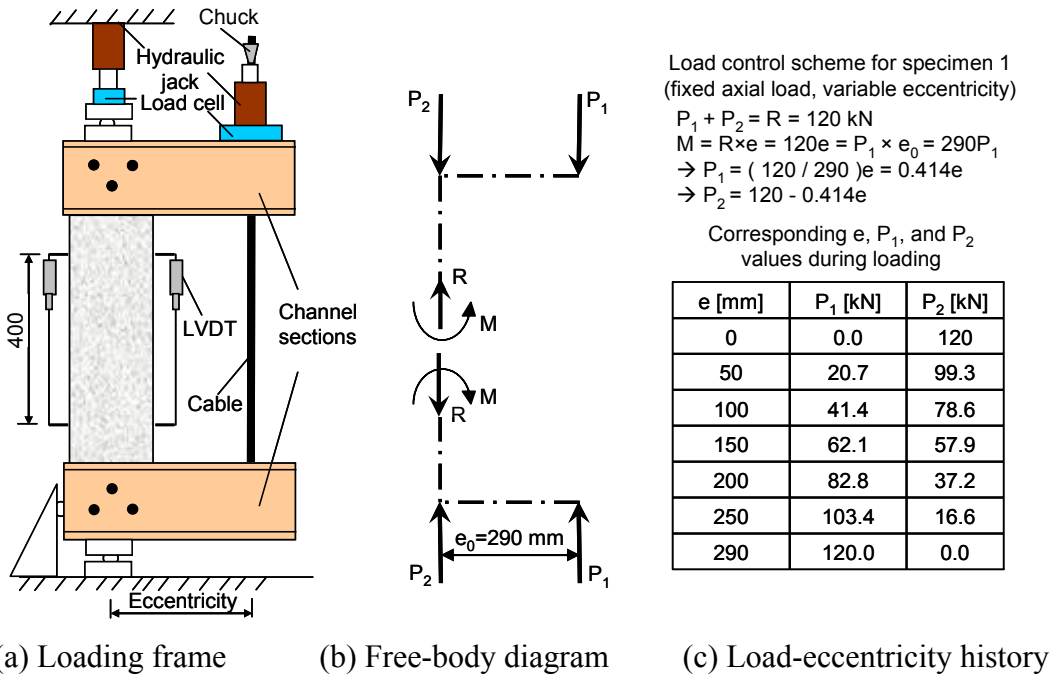 Chuck
Hydraulic
jack
Load cell
400
LVDT
Channel
sections
Cable
Eccentricity
(a) Loading frame
P2
P1
R
M
M
R
e0=290 mm
P2
P1
(b) Free-body diagram
Load control scheme for specimen 1
(fixed axial load, variable eccentricity)
P1 + P2 = R = 120 kN
M = R×e = 120e = P1 × e0 = 290P1
→ P1 = ( 120 / 290 )e = 0.414e
→ P2 = 120 - 0.414e
Corresponding e, P1, and P2
values during loading
e [mm] P1 [kN] P2 [kN]
0 0.0 120
50 20.7 99.3
100 41.4 78.6
150 62.1 57.9
200 82.8 37.2
250 103.4 16.6
290 120.0 0.0
(c) Load-eccentricity history